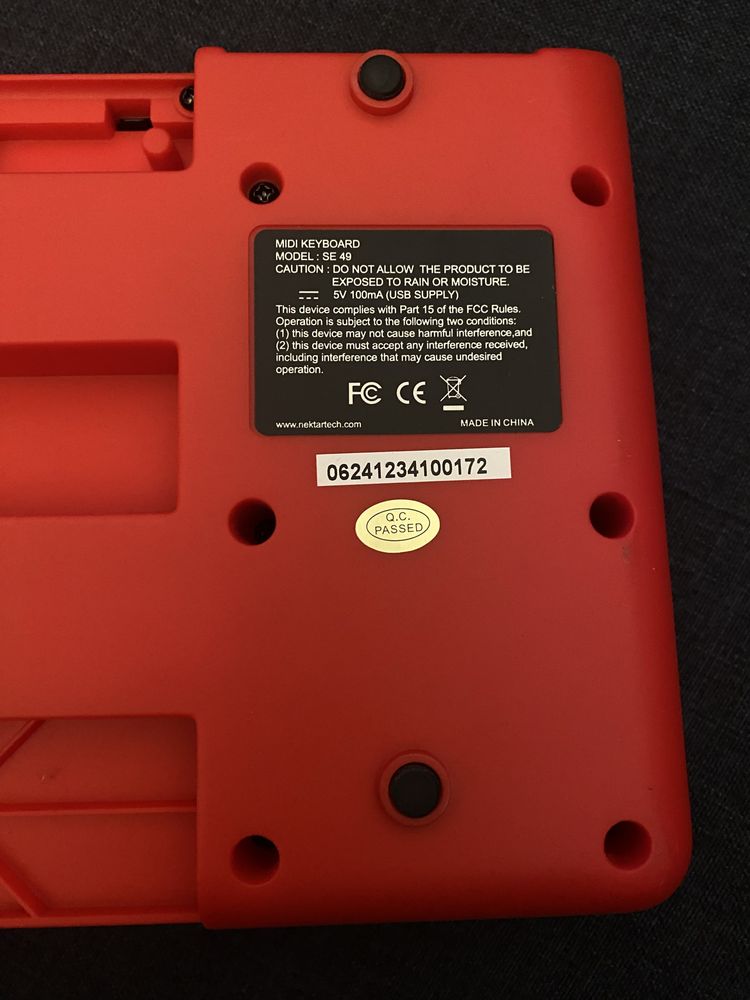 MIDI KEYBOARD
MODEL : SE 49
CAUTION : DO NOT ALLOW THE PRODUCT TO BE
EXPOSED TO RAIN OR MOISTURE.
5V 100mA (USB SUPPLY)
This device complies with Part 15 of the FCC Rules.
Operation is subject to the following two conditions:
(1) this device may not cause harmful interference,and
(2) this device must accept any interference received,
including interference that may cause undesired
operation.
FC CE
www.nektartech.com MADE IN CHINA
06241234100172
Q.C.
PASSED